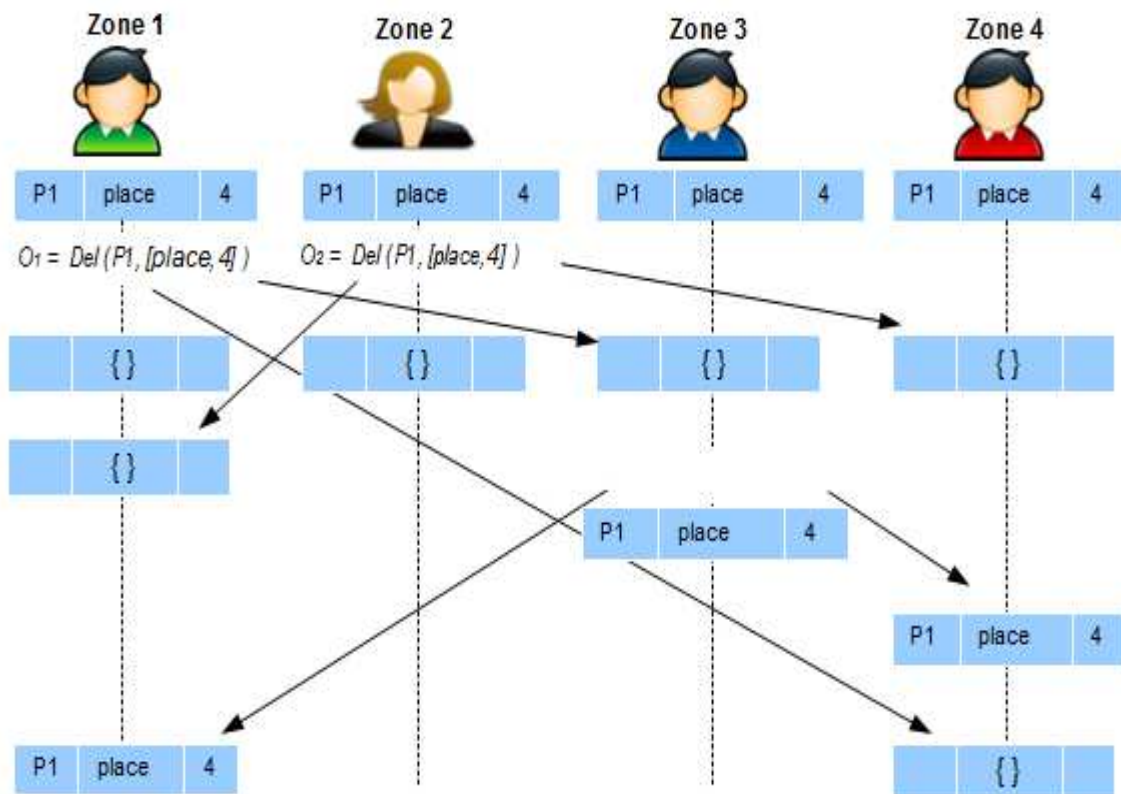 Zone 1 Zone 2 Zone 3 Zone 4
P1 place 4 P1 place 4 P1 place 4 P1 place 4
O1 = Del (P1, [place, 4] ) O2 = Del (P1, [place, 4] )
{ } { } { } { }
{ }
P1 place 4
P1 place 4
P1 place 4 { }